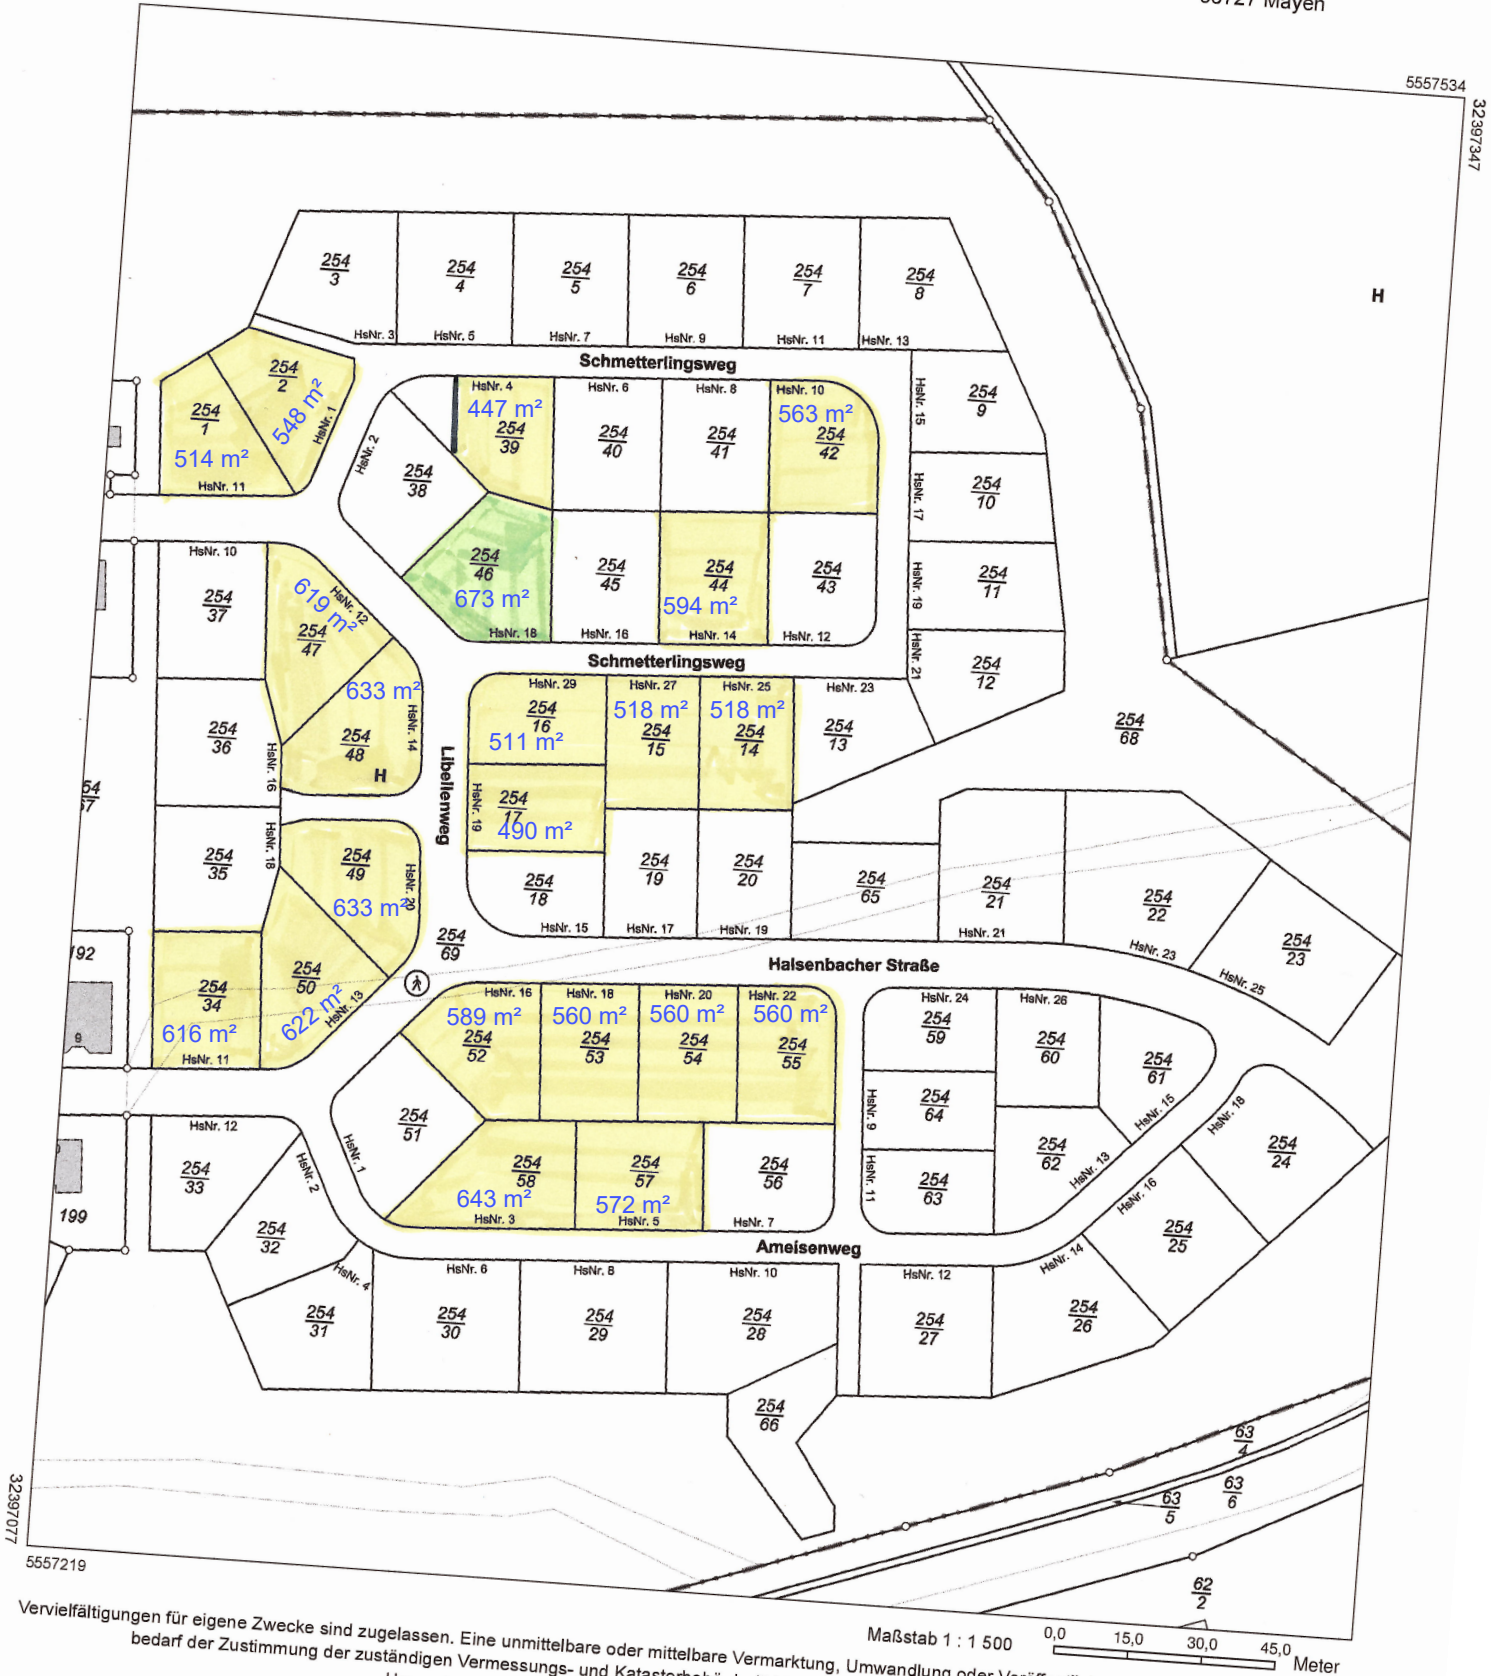 Mayen
5557534
32397347
H
254
3
254
4
254
5
254
6
254
7
254
8
HsNr. 3
HsNr. 5
HsNr. 7
HsNr. 9
HsNr. 11
HsNr. 13
Schmetterlingsweg
254
2
548 m²
HsNr. 1
254
1
514 m²
HsNr. 11
HsNr. 2
254
38
HsNr. 4
447 m²
254
39
HsNr. 6
254
40
HsNr. 8
254
41
HsNr. 10
563 m²
254
42
HsNr. 15
254
9
HsNr. 17
254
10
HsNr. 19
254
11
HsNr. 21
254
12
254
46
673 m²
HsNr. 18
254
45
HsNr. 16
254
44
594 m²
HsNr. 14
254
43
HsNr. 12
Schmetterlingsweg
HsNr. 10
254
37
HsNr. 12
619 m²
254
47
633 m²
HsNr. 14
254
48
H
254
36
HsNr. 16
HsNr. 29
254
16
511 m²
HsNr. 27
518 m²
254
15
HsNr. 25
518 m²
254
14
HsNr. 23
254
13
254
68
Libellenweg
HsNr. 19
254
17
490 m²
254
18
HsNr. 15
254
19
HsNr. 17
254
20
HsNr. 19
254
65
254
21
HsNr. 21
254
22
HsNr. 23
254
23
HsNr. 25
54
67
HsNr. 18
254
35
254
49
HsNr. 20
633 m²
254
69
192
9
254
34
616 m²
HsNr. 11
254
50
622 m²
HsNr. 13
Halsenbacher Straße
HsNr. 16
589 m²
254
52
HsNr. 18
560 m²
254
53
HsNr. 20
560 m²
254
54
HsNr. 22
560 m²
254
55
HsNr. 24
254
59
HsNr. 26
254
60
254
61
HsNr. 15
HsNr. 9
254
64
HsNr. 11
254
63
254
62
HsNr. 13
HsNr. 18
254
24
HsNr. 12
254
33
HsNr. 2
254
32
HsNr. 1
254
51
254
58
643 m²
HsNr. 3
254
57
572 m²
HsNr. 5
254
56
HsNr. 7
Ameisenweg
HsNr. 16
254
25
199
HsNr. 4
254
31
HsNr. 6
254
30
HsNr. 8
254
29
HsNr. 10
254
28
HsNr. 12
254
27
HsNr. 14
254
26
254
66
63
4
63
6
63
5
62
2
32397077
5557219
Vervielfältigungen für eigene Zwecke sind zugelassen. Eine unmittelbare oder mittelbare Vermarktung, Umwandlung oder
bedarf der Zustimmung der zuständigen Vermessungs- und
Maßstab 1 : 1 500
0,0 15,0 30,0 45,0 Meter